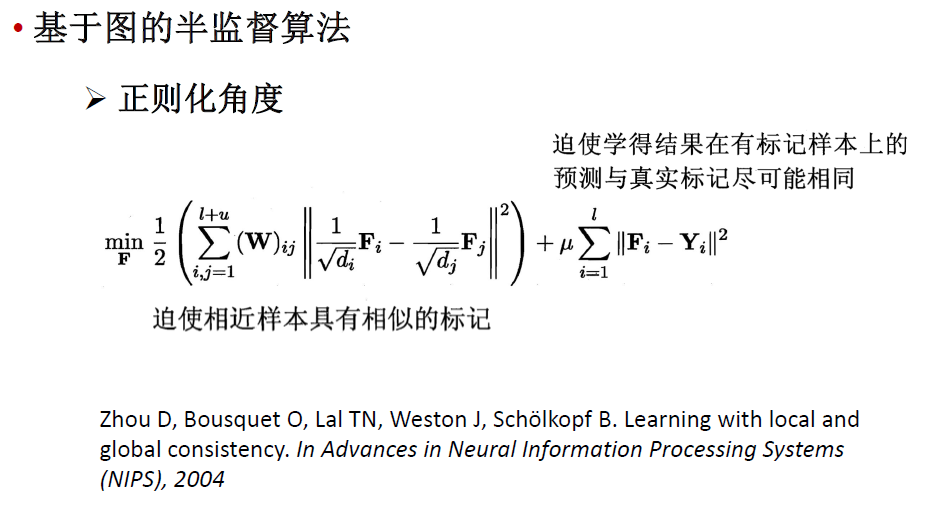 • 基于图的半监督算法
➢ 正则化角度
迫使学得结果在有标记样本上的
预测与真实标记尽可能相同
$\min_{\mathbf{F}} \frac{1}{2} \left( \sum_{i,j=1}^{l+u} (\mathbf{W})_{ij} \left\| \frac{1}{\sqrt{d_i}} \mathbf{F}_i - \frac{1}{\sqrt{d_j}} \mathbf{F}_j \right\|^2 \right) + \mu \sum_{i=1}^{l} \| \mathbf{F}_i - \mathbf{Y}_i \|^2$
迫使相近样本具有相似的标记
Zhou D, Bousquet O, Lal TN, Weston J, Schölkopf B. Learning with local and
global consistency. In Advances in Neural Information Processing Systems
(NIPS), 2004